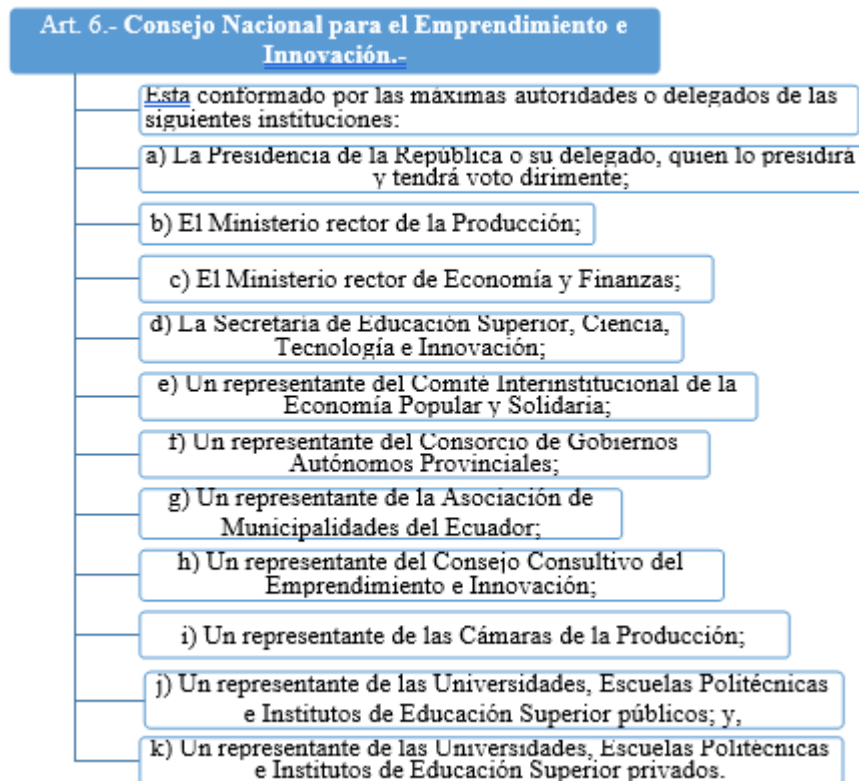 Art. 6.- Consejo Nacional para el Emprendimiento e
Innovación.-
Esta conformado por las máximas autoridades o delegados de las
siguientes instituciones:
a) La Presidencia de la República o su delegado, quien lo presidirá
y tendrá voto dirimente;
b) El Ministerio rector de la Producción;
c) El Ministerio rector de Economía y Finanzas;
d) La Secretaría de Educación Superior, Ciencia,
Tecnología e Innovación;
e) Un representante del Comité Interinstitucional de la
Economía Popular y Solidaria;
f) Un representante del Consorcio de Gobiernos
Autónomos Provinciales;
g) Un representante de la Asociación de
Municipalidades del Ecuador;
h) Un representante del Consejo Consultivo del
Emprendimiento e Innovación;
i) Un representante de las Cámaras de la Producción;
j) Un representante de las Universidades, Escuelas Politécnicas
e Institutos de Educación Superior públicos; y,
k) Un representante de las Universidades, Escuelas Politécnicas
e Institutos de Educación Superior privados.